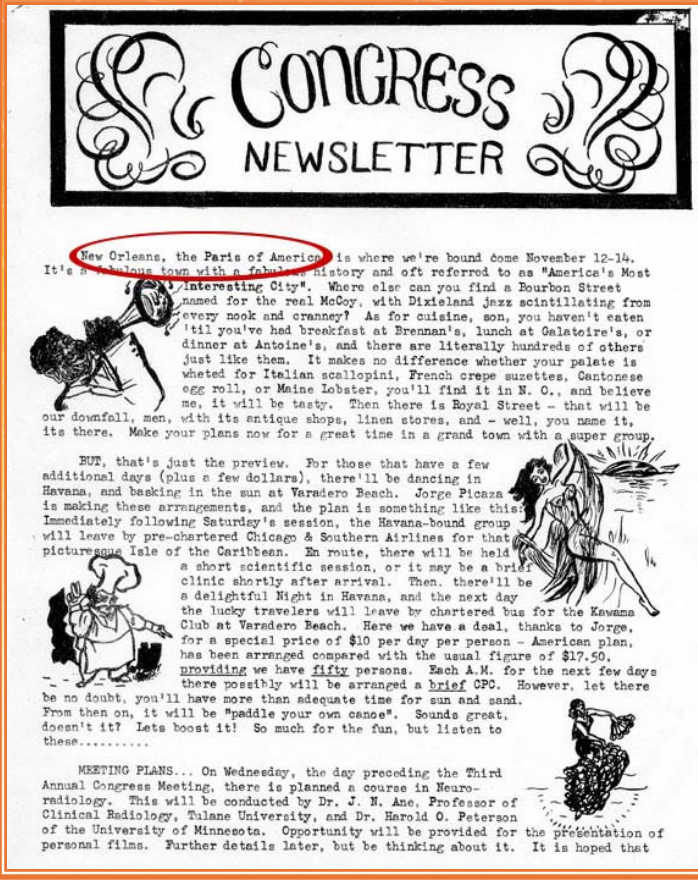 CONGRESS
NEWSLETTER
New Orleans, the Paris of America is where we're bound come November 12-14.
It's a fabulous town with a fabulous history and oft referred to as "America's Most
Interesting City". Where else can you find a Bourbon Street
named for the real McCoy, with Dixieland jazz scintillating from
every nook and cranney? As for cuisine, son, you haven't eaten
'til you've had breakfast at Brennan's, lunch at Galatoire's, or
dinner at Antoine's, and there are literally hundreds of others
just like them. It makes no difference whether your palate is
wheted for Italian scallopini, French crepe suzettes, Cantonese
egg roll, or Maine Lobster, you'll find it in N. O., and believe
me, it will be tasty. Then there is Royal Street - that will be
our downfall, men, with its antique shops, linen stores, and - well, you name it,
its there. Make your plans now for a great time in a grand town with a super group.
BUT, that's just the preview. For those that have a few
additional days (plus a few dollars), there'll be dancing in
Havana, and basking in the sun at Varadero Beach. Jorge Picaza
is making these arrangements, and the plan is something like this:
Immediately following Saturday's session, the Havana-bound group
will leave by pre-chartered Chicago & Southern Airlines for that
picturesque Isle of the Caribbean. En route, there will be held
a short scientific session, or it may be a brief
clinic shortly after arrival. Then. there'll be
a delightful Night in Havana, and the next day
the lucky travelers will leave by chartered bus for the Kawama
Club at Varadero Beach. Here we have a deal, thanks to Jorge,
for a special price of $10 per day per person - American plan,
has been arranged compared with the usual figure of $17.50,
providing we have fifty persons. Each A.M. for the next few days
there possibly will be arranged a brief CPC. However, let there
be no doubt, you'll have more than adequate time for sun and sand.
From then on, it will be "paddle your own canoe". Sounds great,
doesn't it? Lets boost it! So much for the fun, but listen to
these..........
MEETING PLANS... On Wednesday, the day preceding the Third
Annual Congress Meeting, there is planned a course in Neuro-
radiology. This will be conducted by Dr. J. N. Ane, Professor of
Clinical Radiology, Tulane University, and Dr. Harold O. Peterson
of the University of Minnesota. Opportunity will be provided for the presentation of
personal films. Further details later, but be thinking about it. It is hoped that